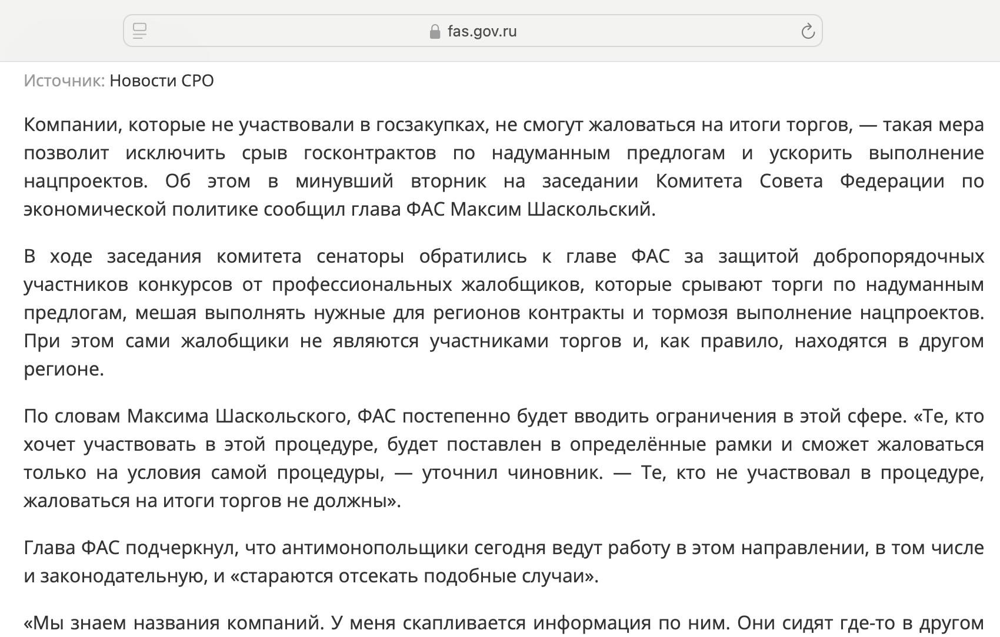 fas.gov.ru
Источник: Новости СРО
Компании, которые не участвовали в госзакупках, не смогут жаловаться на итоги торгов, — такая мера
позволит исключить срыв госконтрактов по надуманным предлогам и ускорить выполнение
нацпроектов. Об этом в минувший вторник на заседании Комитета Совета Федерации по
экономической политике сообщил глава ФАС Максим Шаскольский.
В ходе заседания комитета сенаторы обратились к главе ФАС за защитой добропорядочных
участников конкурсов от профессиональных жалобщиков, которые срывают торги по надуманным
предлогам, мешая выполнять нужные для регионов контракты и тормозя выполнение нацпроектов.
При этом сами жалобщики не являются участниками торгов и, как правило, находятся в другом
регионе.
По словам Максима Шаскольского, ФАС постепенно будет вводить ограничения в этой сфере. «Те, кто
хочет участвовать в этой процедуре, будет поставлен в определённые рамки и сможет жаловаться
только на условия самой процедуры, — уточнил чиновник. — Те, кто не участвовал в процедуре,
жаловаться на итоги торгов не должны».
Глава ФАС подчеркнул, что антимонопольщики сегодня ведут работу в этом направлении, в том числе
и законодательную, и «стараются отсекать подобные случаи».
«Мы знаем названия компаний. У меня скапливается информация по ним. Они сидят где-то в другом